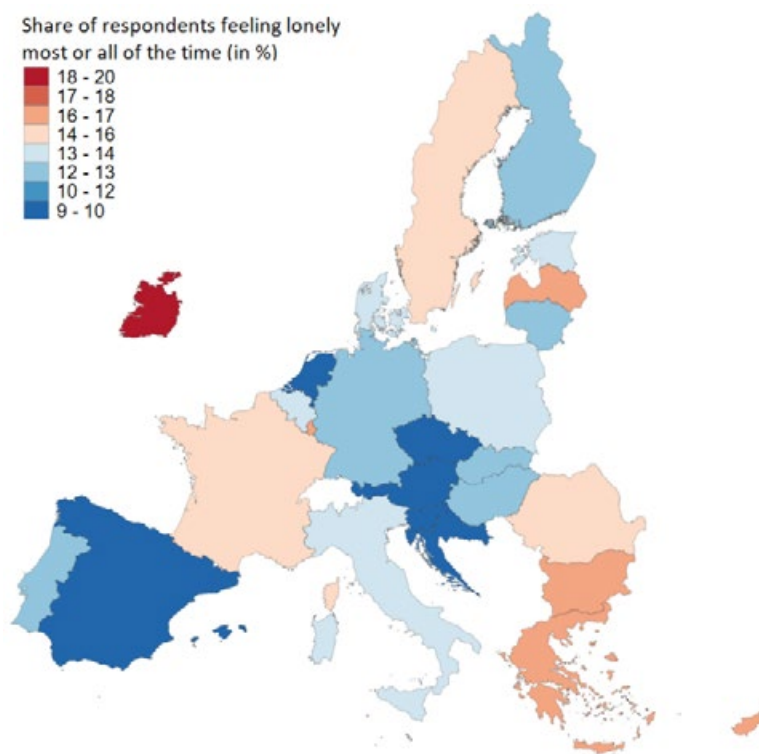 Share of respondents feeling lonely
most or all of the time (in %)
18 - 20
17 - 18
16 - 17
14 - 16
13 - 14
12 - 13
10 - 12
9 - 10